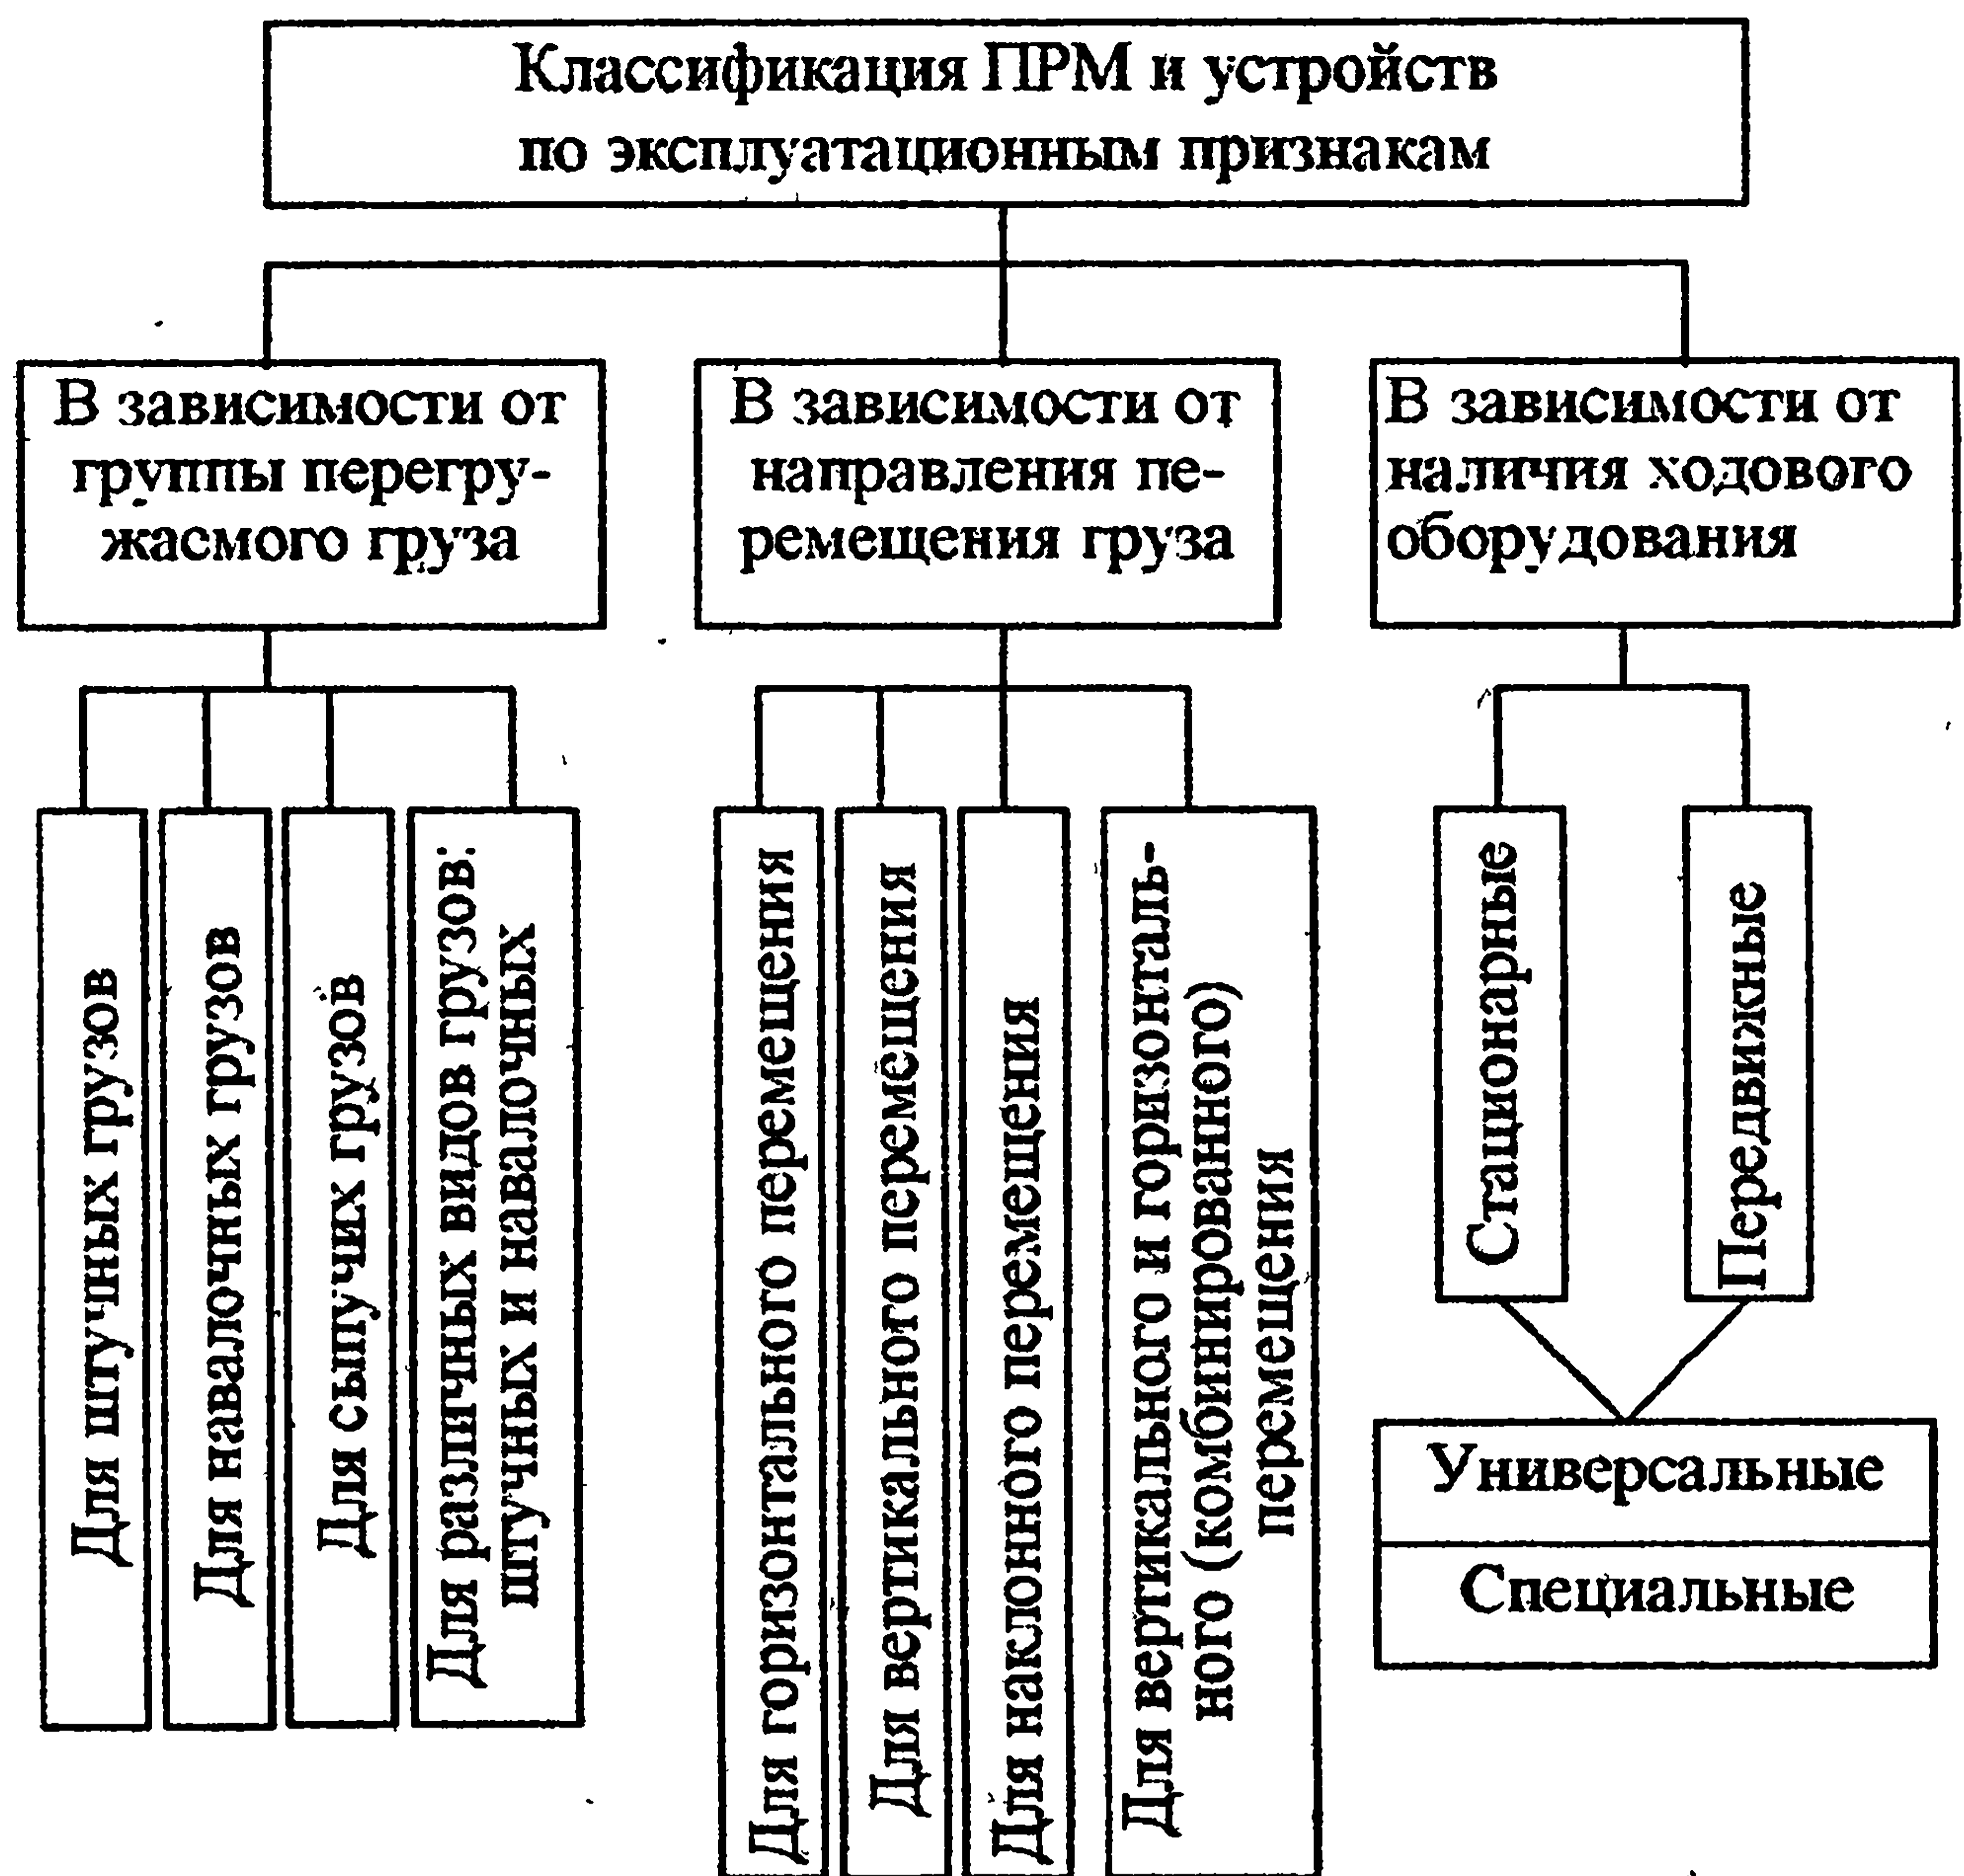 Классификация ПРМ и устройств
по эксплуатационным признакам
В зависимости от
группы перегру-
жасмого груза
В зависимости от
направления пе-
ремещения груза
В зависимости от
наличия ходового
оборудования
Для штучных грузов
Для навалочных грузов
Для сыпучих грузов
Для различных видов грузов:
штучных и навалочных
Для горизонтального перемещения
Для вертикального перемещения
Для наклонного перемещения
Для вертикального и горизонталь-
ного (комбинированного)
перемещения
Стационарные
Передвижные
Универсальные
Специальные